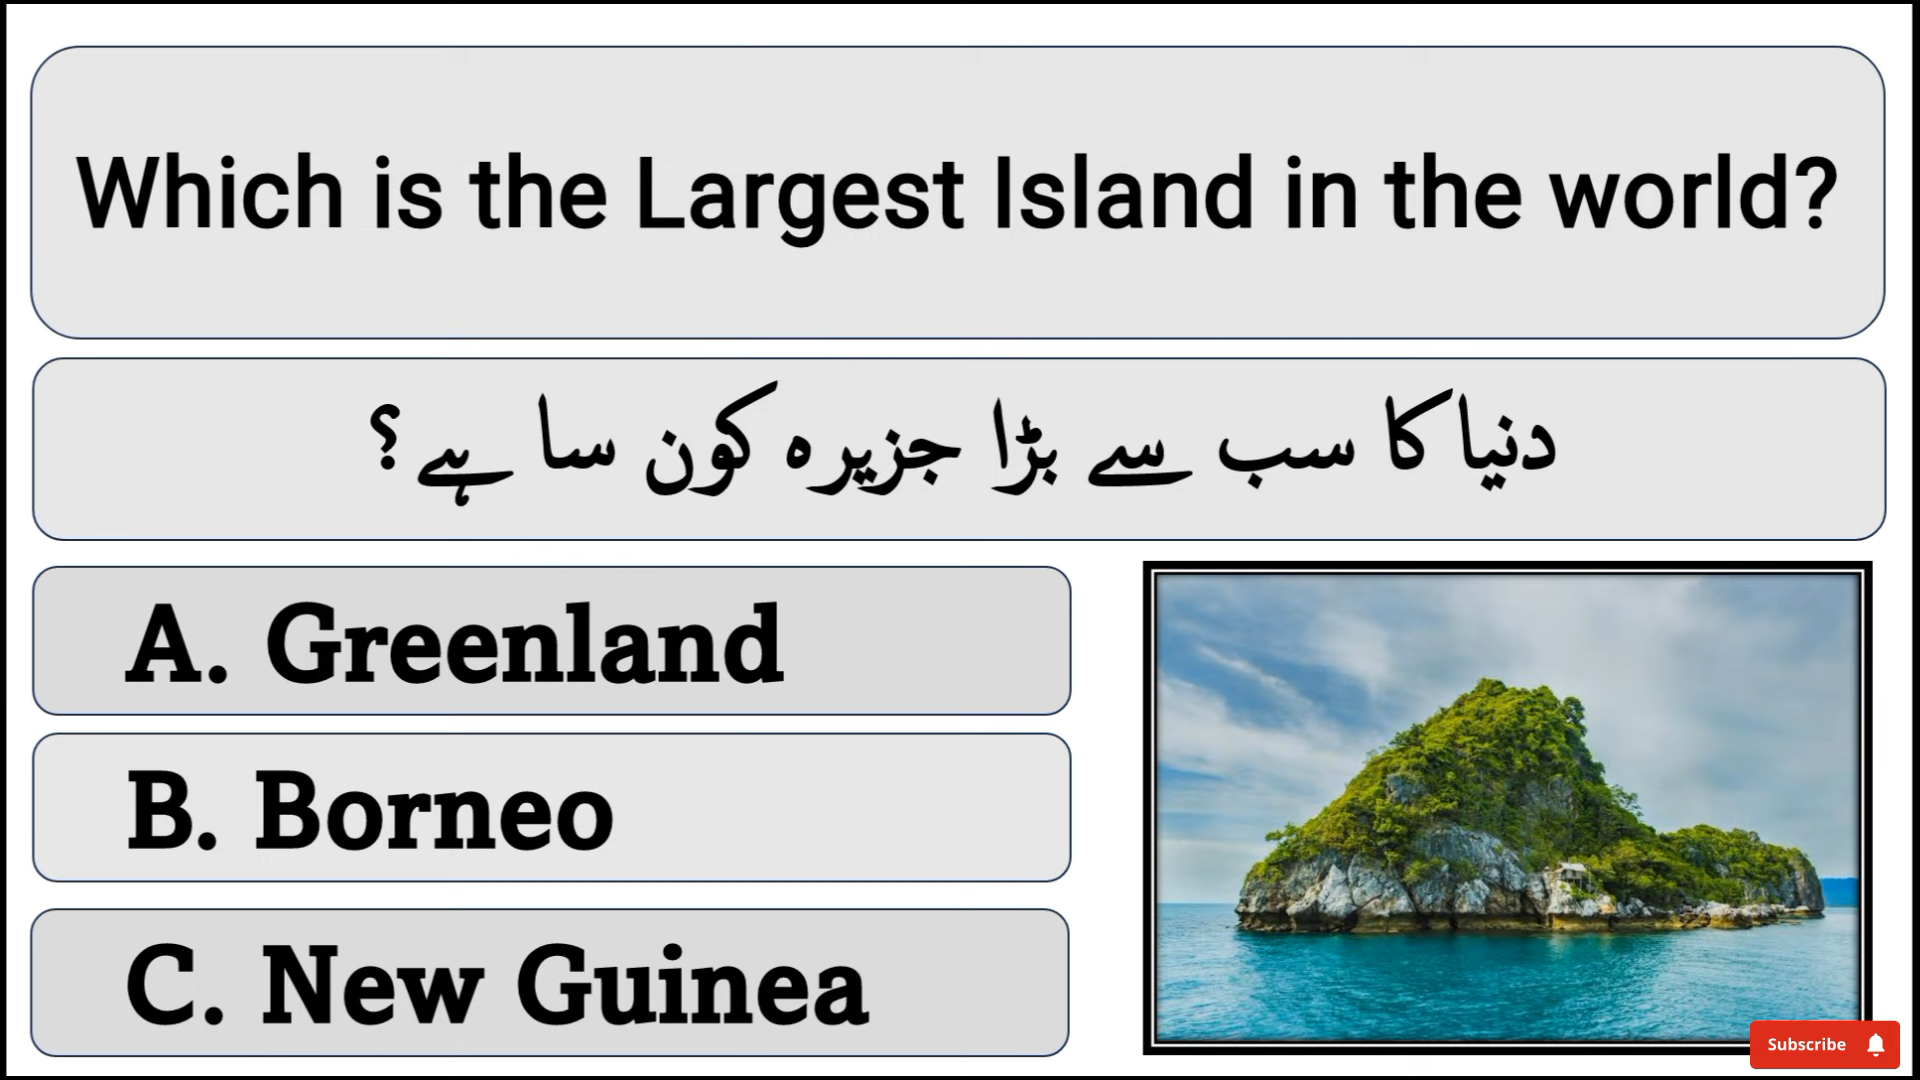 Which is the Largest Island in the world?
دنیا کا سب سے بڑا جزیرہ کون سا ہے؟
A. Greenland
B. Borneo
C. New Guinea
Subscribe